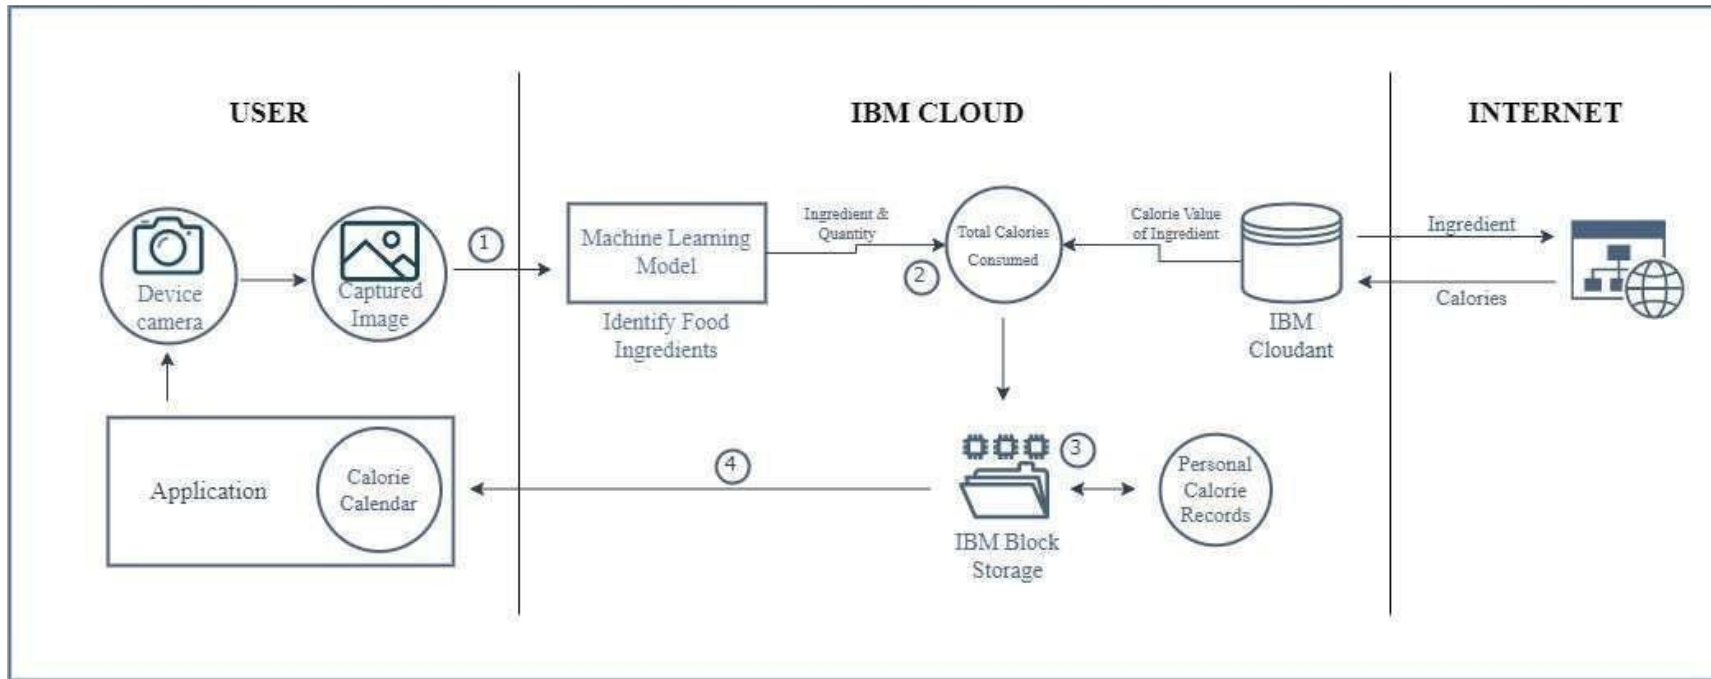 USER
IBM CLOUD
INTERNET
Device
camera
Captured
Image
1
Machine Learning
Model
Identify Food
Ingredients
Ingredient &
Quantity
2
Total Calories
Consumed
Calorie Value
of Ingredient
IBM
Cloudant
Ingredient
Calories
Application
Calorie
Calendar
4
3
IBM Block
Storage
Personal
Calorie
Records